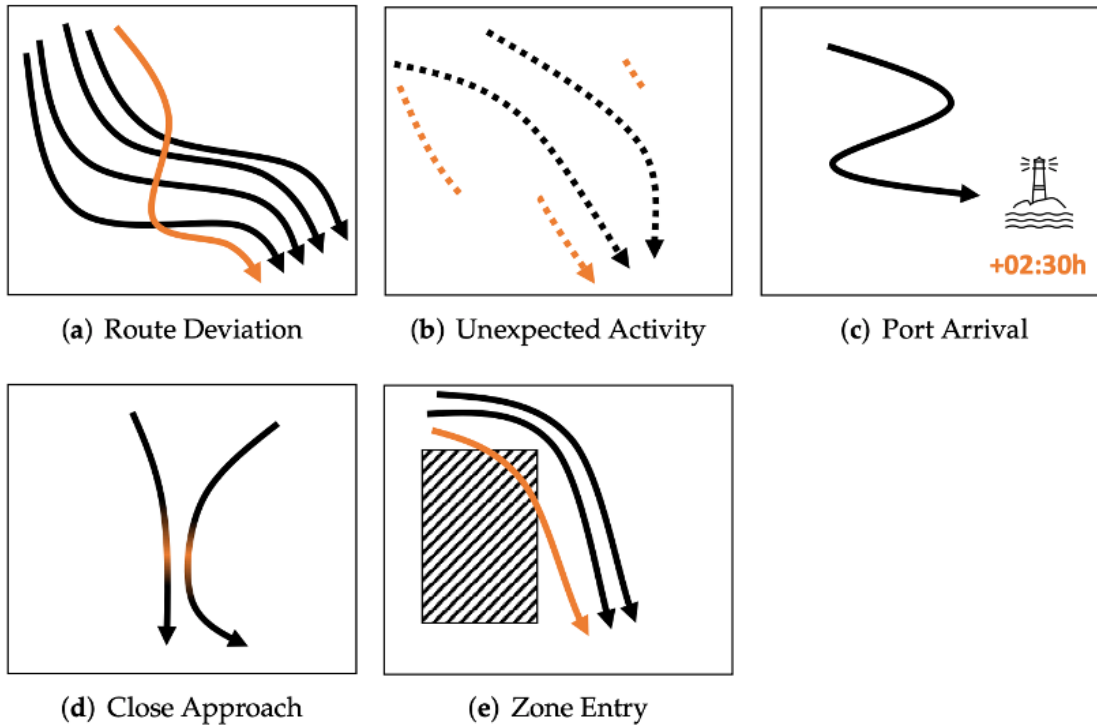 +02:30h
(a) Route Deviation
(b) Unexpected Activity
(c) Port Arrival
(d) Close Approach
(e) Zone Entry